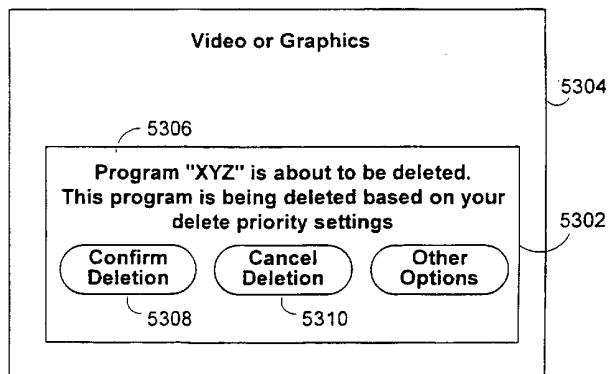 Video or Graphics
5304
5306
Program "XYZ" is about to be deleted.
This program is being deleted based on your
delete priority settings
5302
Confirm
Deletion
Cancel
Deletion
Other
Options
5308
5310